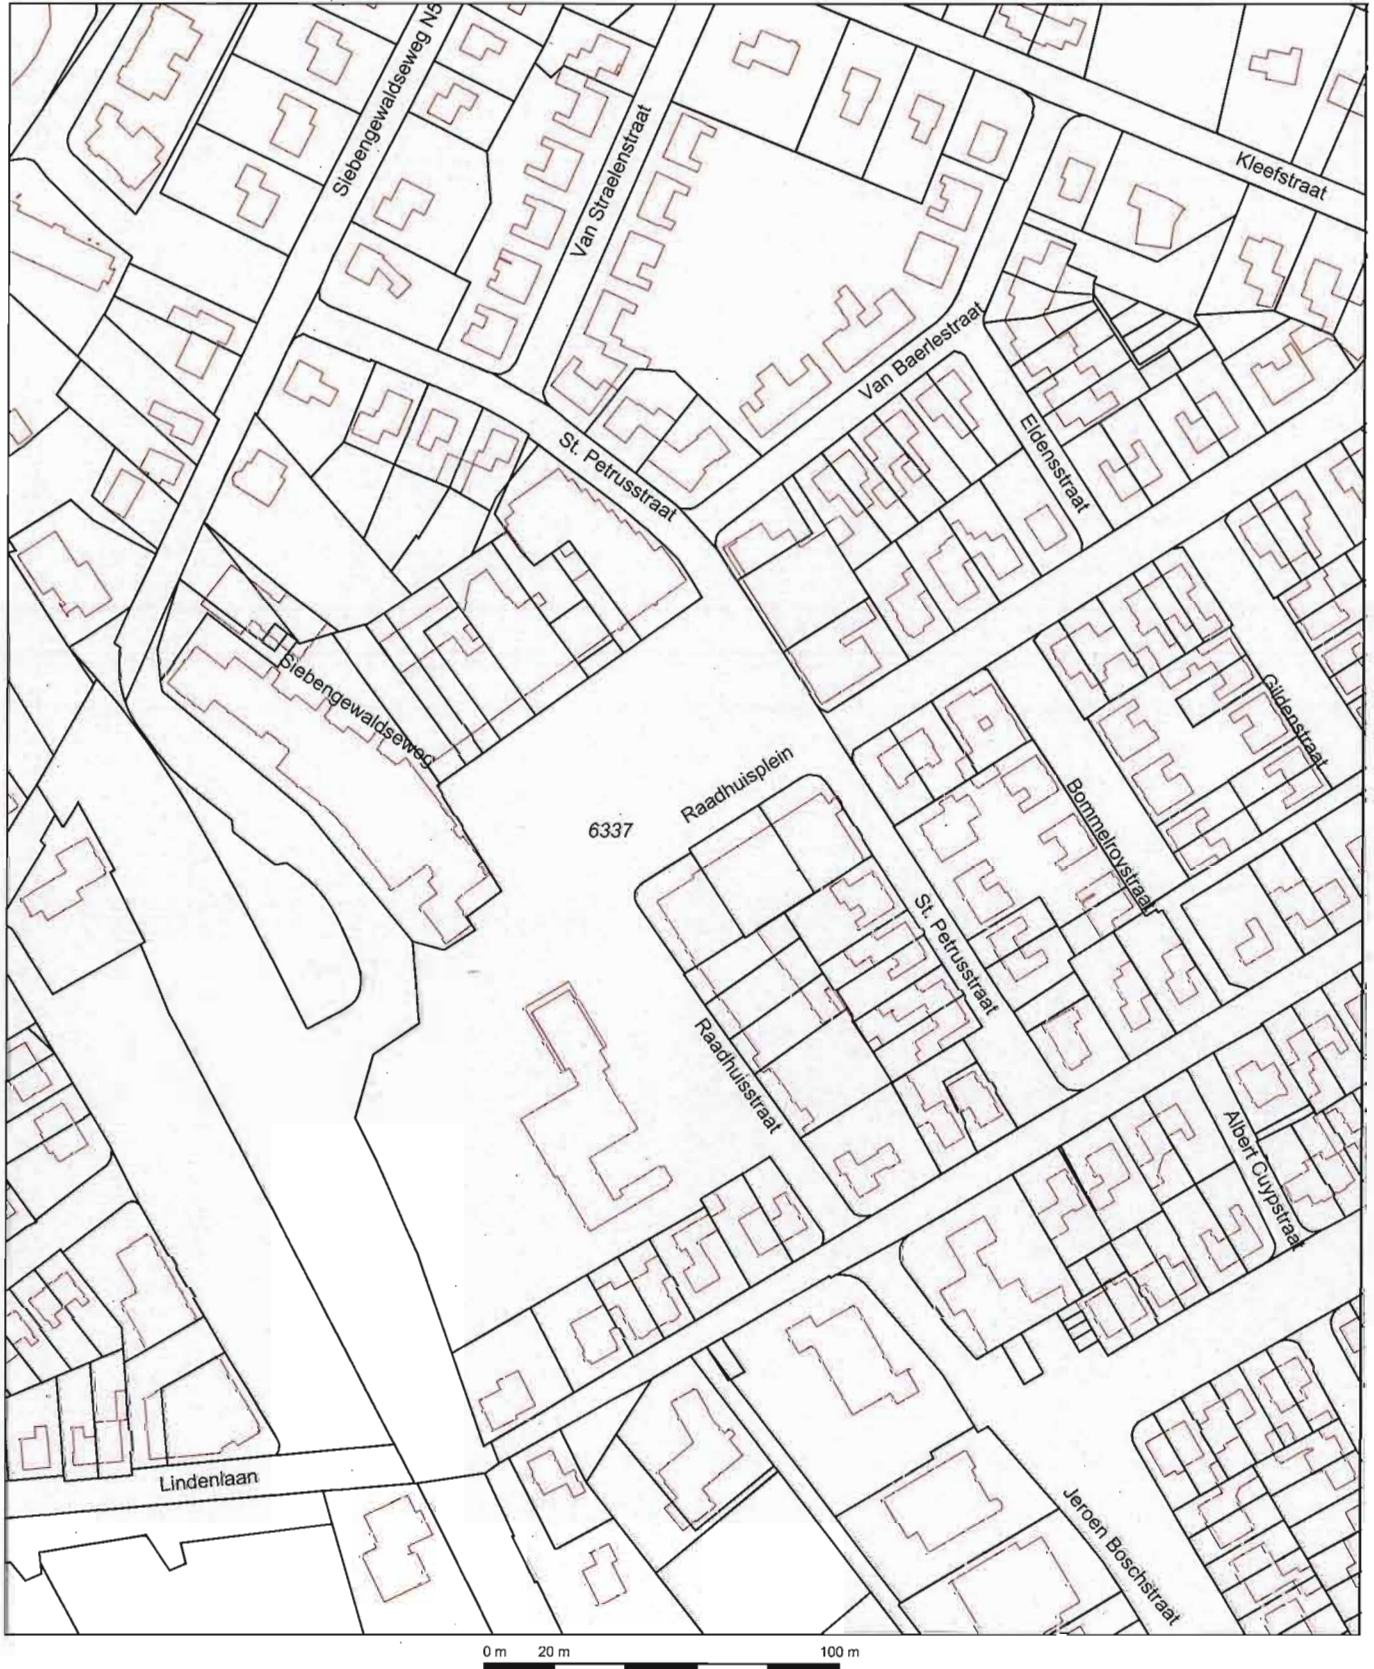 Siebengewaldseweg N5
Van Straelenstraat
Kleefstraat
Van Baerlestraat
Eldensstraat
St. Petrusstraat
Siebengewaldseweg
Gildenstraat
Raadhuisplein
6337
Bommelroystraat
St. Petrusstraat
Raadhuisstraat
Albert Cuypstraat
Lindenlaan
Jeroen Boschstraat
0 m 20 m 100 m